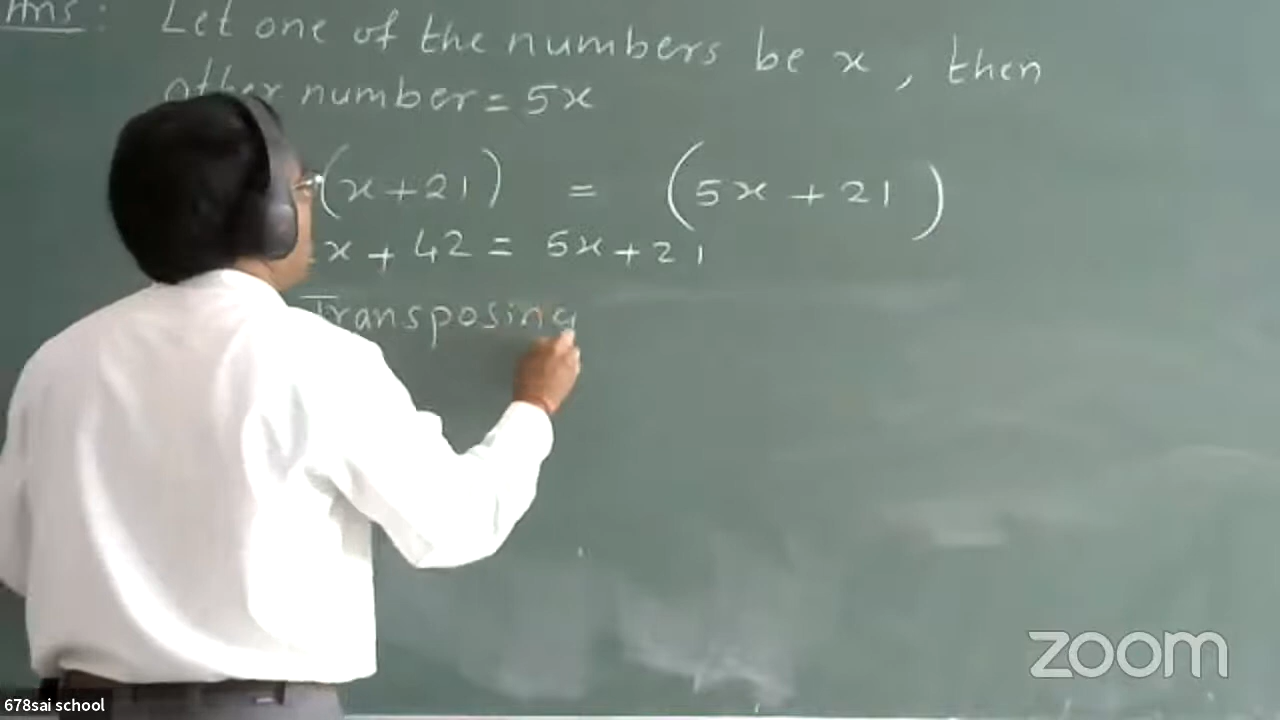 Ans : Let one of the numbers be x , then
other number = 5x
(x + 21) = (5x + 21)
x + 42 = 5x + 21
Transposing
zoom
678sai school